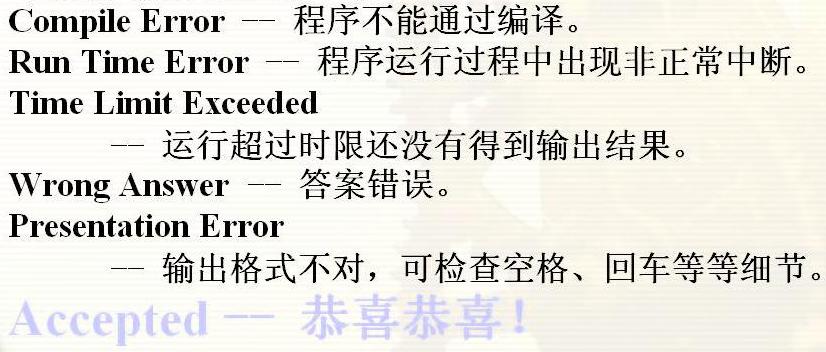 Compile Error -- 程序不能通过编译。
Run Time Error -- 程序运行过程中出现非正常中断。
Time Limit Exceeded
-- 运行超过时限还没有得到输出结果。
Wrong Answer -- 答案错误。
Presentation Error
-- 输出格式不对，可检查空格、回车等等细节。
Accepted -- 恭喜恭喜！